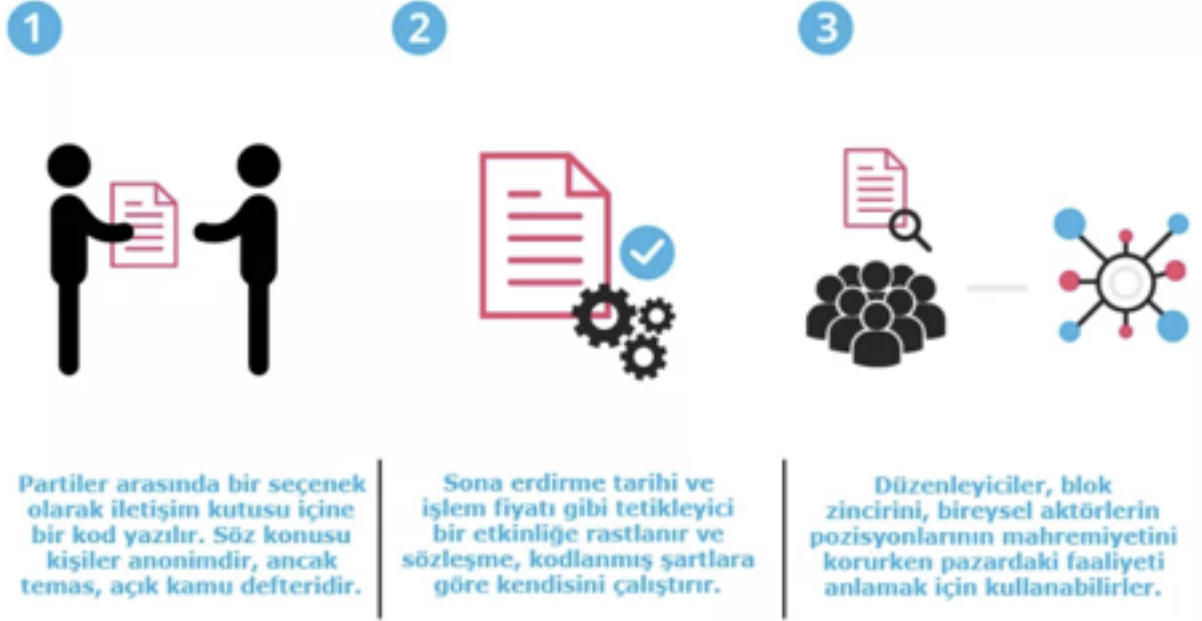 1
2
3
Partiler arasında bir seçenek
olarak iletişim kutusu içine
bir kod yazılır. Söz konusu
kişiler anonimdir, ancak
temas, açık kamu defteridir.
Sona erdirme tarihi ve
işlem fiyatı gibi tetikleyici
bir etkinliğe rastlanır ve
sözleşme, kodlanmış şartlara
göre kendisini çalıştırır.
Düzenleyiciler, blok
zincirini, bireysel aktörlerin
pozisyonlarının mahremiyetini
korurken pazardaki faaliyeti
anlamak için kullanabilirler.